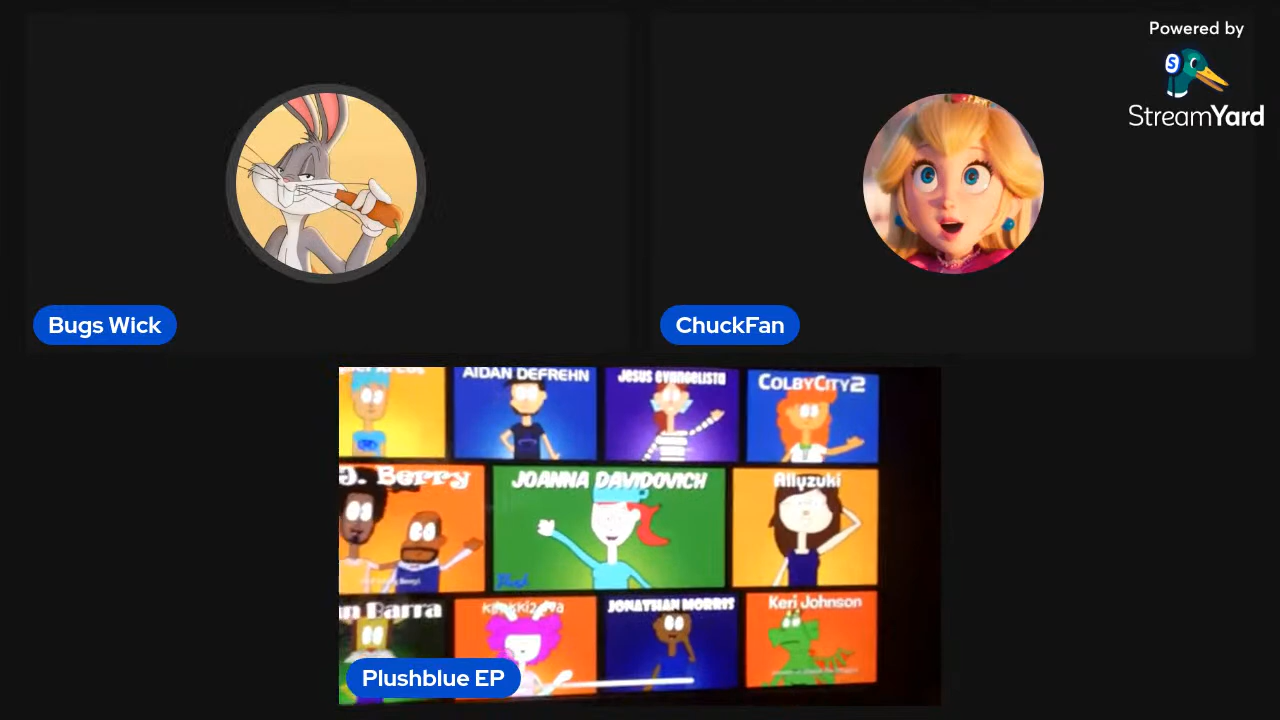 Powered by
StreamYard
Bugs Wick
ChuckFan
AIDAN DEFREHN
Jesus evangelista
COLBYCITY2
J. Berry
JOANNA DAVIDOVICH
Allyzuki
Barra
JONATHAN MORRIS
Keri Johnson
Plushblue EP